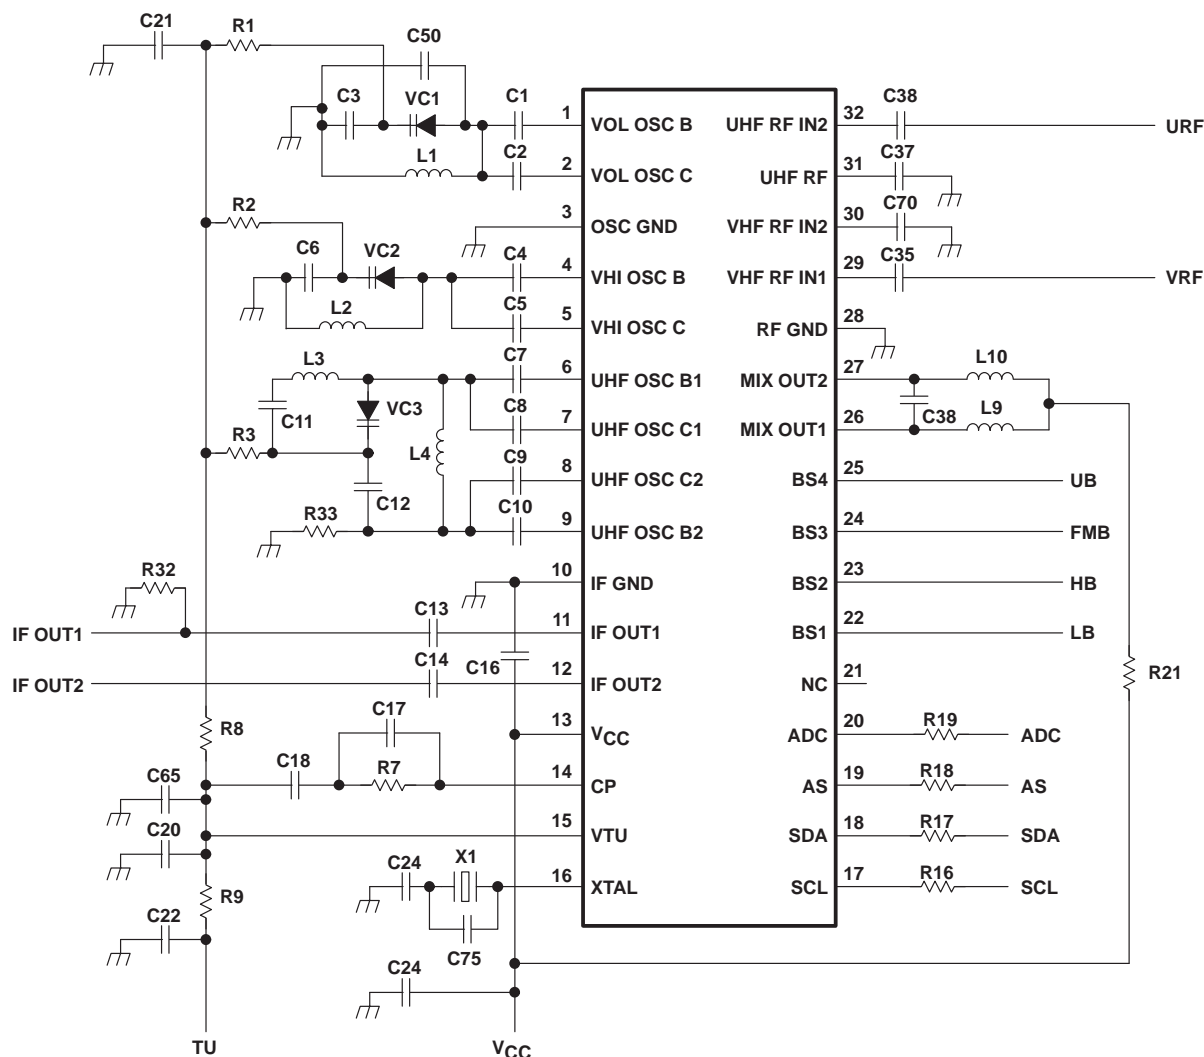 C21
R1
C50
C3
VC1
C1
1
VOL OSC B
UHF RF IN2
32
C38
URF
L1
C2
2
VOL OSC C
UHF RF
31
C37
R2
3
OSC GND
VHF RF IN2
30
C70
C6
VC2
C4
4
VHI OSC B
VHF RF IN1
29
C35
VRF
L2
C5
5
VHI OSC C
RF GND
28
L3
C7
6
UHF OSC B1
MIX OUT2
27
L10
C11
VC3
C8
7
UHF OSC C1
MIX OUT1
26
C38
L9
R3
L4
C9
8
UHF OSC C2
BS4
25
UB
R33
C12
C10
9
UHF OSC B2
BS3
24
FMB
R32
10
IF GND
BS2
23
HB
IF OUT1
C13
11
IF OUT1
BS1
22
LB
IF OUT2
C14
C16
12
IF OUT2
NC
21
R21
R8
C17
13
VCC
ADC
20
R19
ADC
C65
C18
R7
14
CP
AS
19
R18
AS
C20
15
VTU
SDA
18
R17
SDA
R9
C24
X1
16
XTAL
SCL
17
R16
SCL
C22
C75
C24
TU
VCC